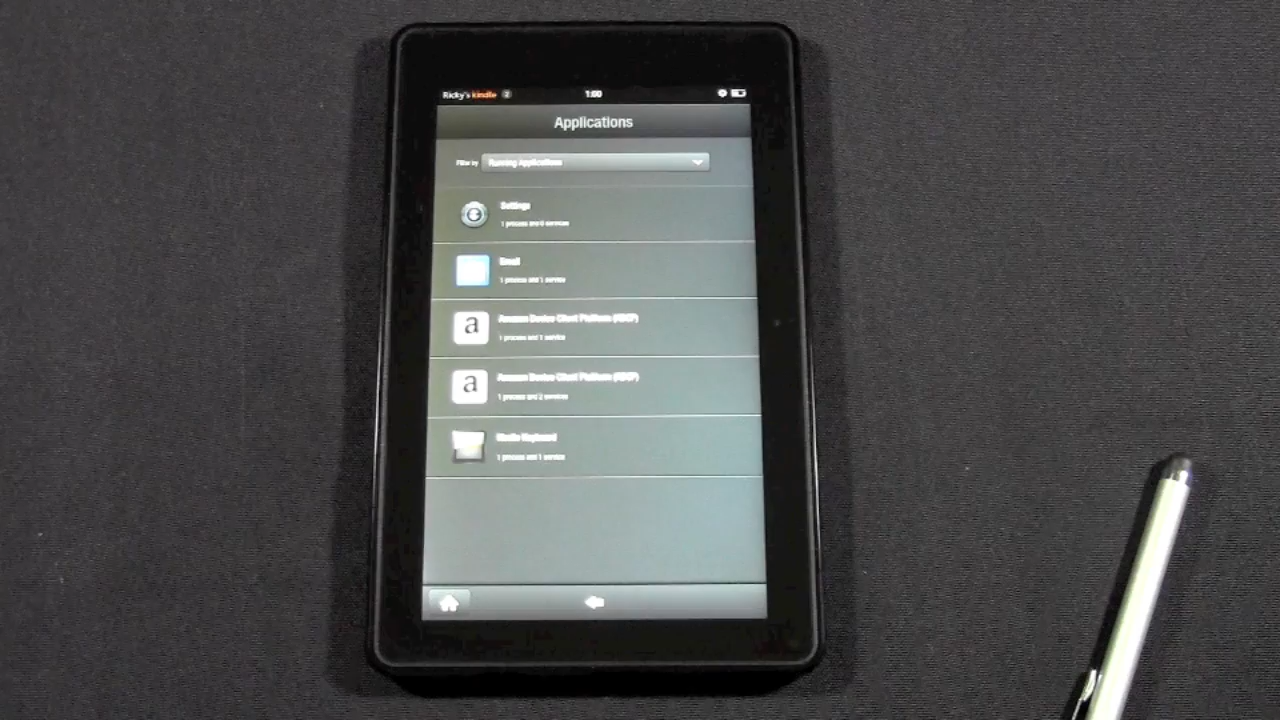 Ricky's kindle 2
1:00
Applications
Filter by Running Applications
Settings
1 process and 0 services
Email
1 process and 1 service
a
Amazon Device Client Platform (ADCP)
1 process and 1 service
a
Amazon Device Client Platform (ADCP)
1 process and 2 services
Kindle Keyboard
1 process and 1 service